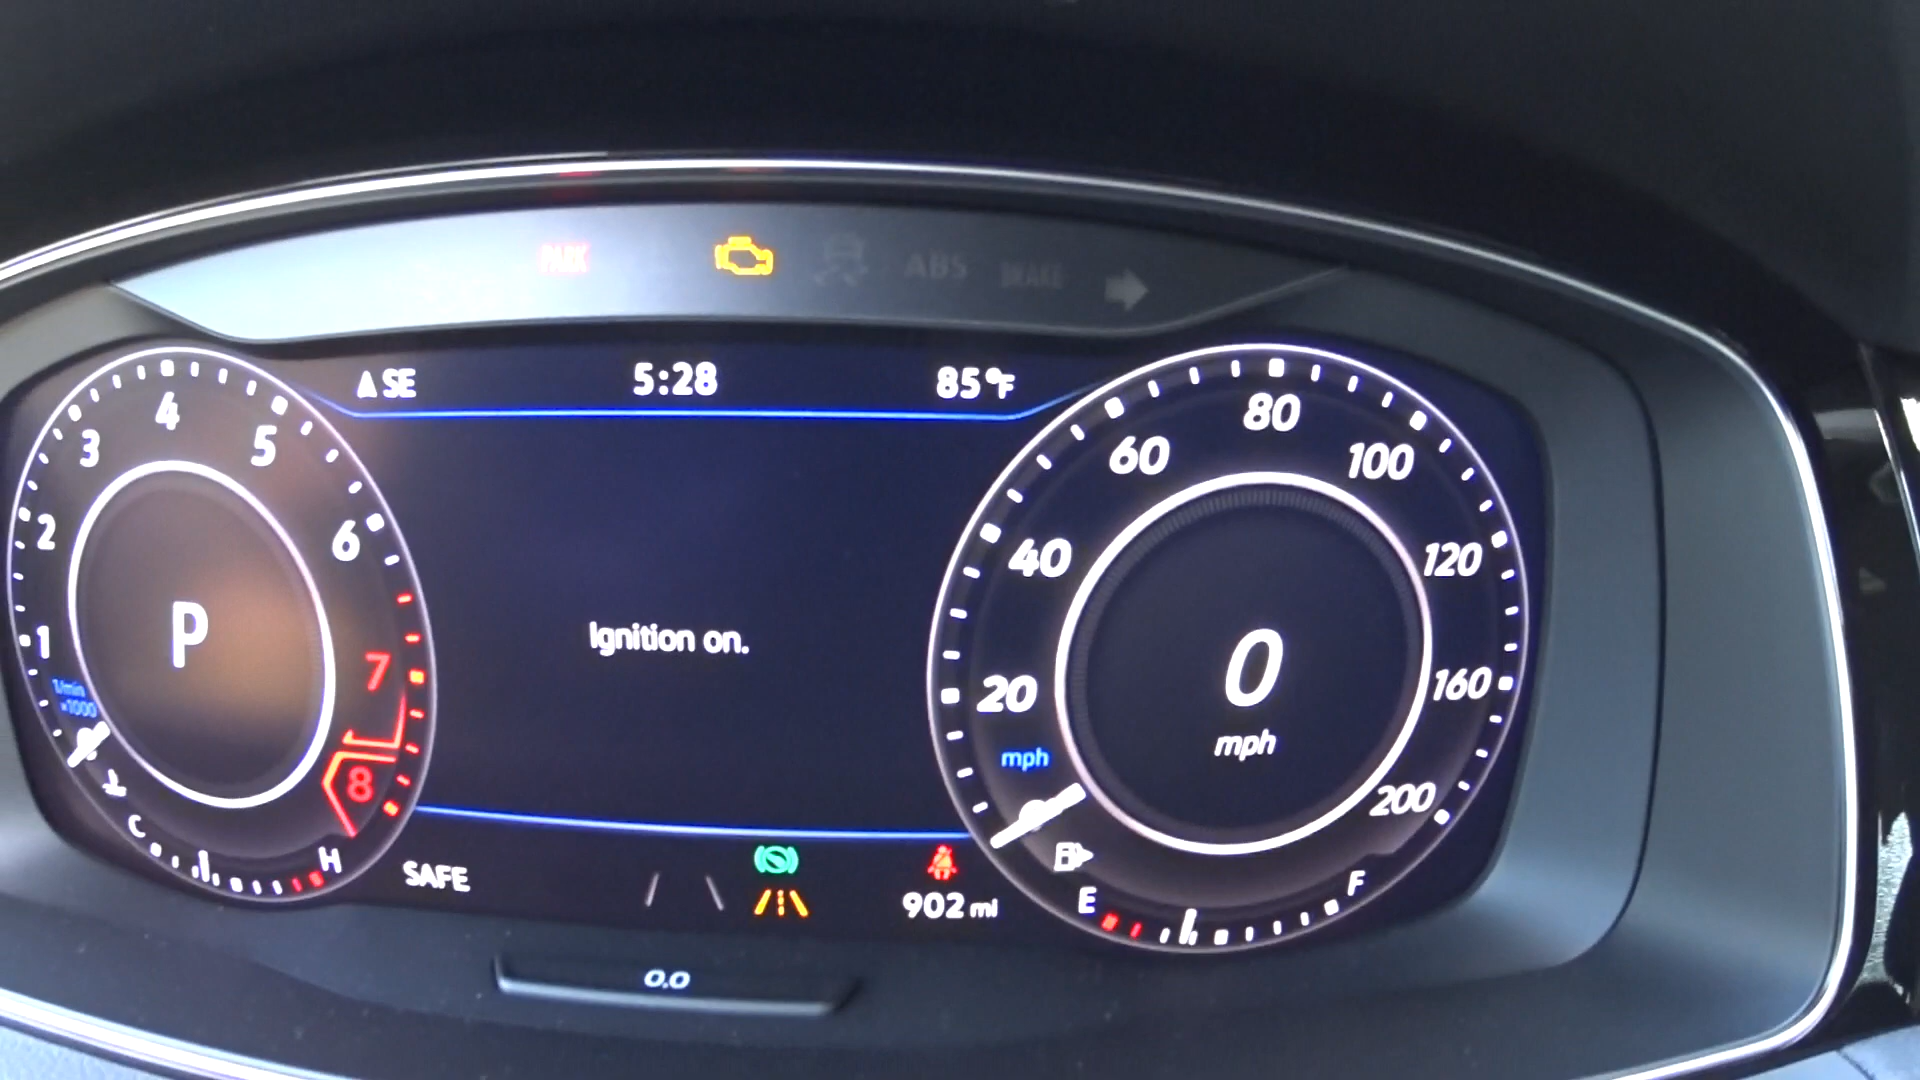 PARK ABS BRAKE
SE 5:28 85°F
1 2 3 4 5 6 7 8
1/min
×1000
P
C H
Ignition on.
20 40 60 80 100 120 160 200
mph
0
mph
E F
SAFE
902 mi
0.0